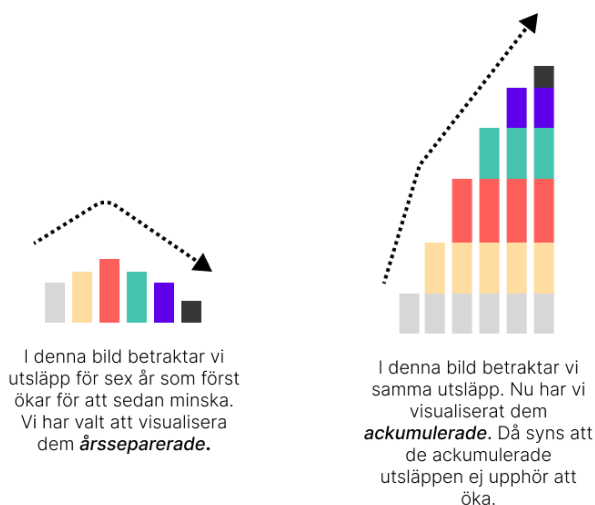 I denna bild betraktar vi
utsläpp för sex år som först
ökar för att sedan minska.
Vi har valt att visualisera
dem årsseparerade.
I denna bild betraktar vi
samma utsläpp. Nu har vi
visualiserat dem
ackumulerade. Då syns att
de ackumulerade
utsläppen ej upphör att
öka.